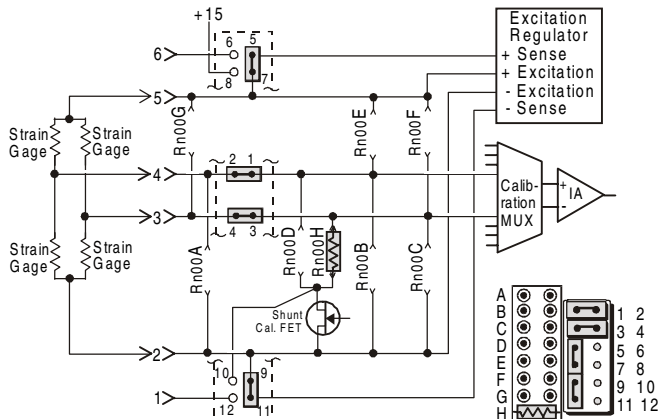 +15
Excitation
Regulator
+ Sense
+ Excitation
- Excitation
- Sense
6
6 5
8 7
5
Strain
Gage
Strain
Gage
Rn00G
Rn00E
Rn00F
4
2 1
3
4 3
Calib-
ration
MUX
+
-
IA
Strain
Gage
Strain
Gage
Rn00A
Rn00D
Rn00H
Rn00B
Rn00C
Shunt
Cal. FET
2
10 9
1
12 11
A
B
C
D
E
F
G
H
1 2
3 4
5 6
7 8
9 10
11 12